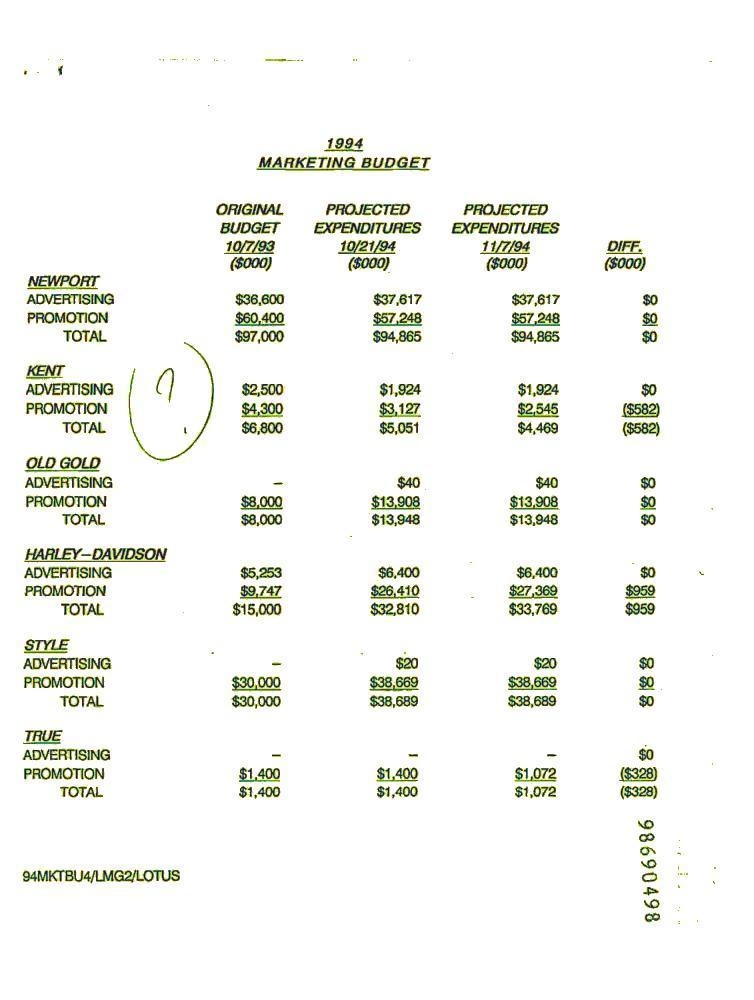 1994
MARKETING BUDGET
ORIGINAL PROJECTED PROJECTED
BUDGET EXPENDITURES EXPENDITURES
10/7/93 10/21/94 11/7/94 DIFF.
($000) ($000) ($000) ($000)
NEWPORT
ADVERTISING $36,600 $37,617 $37,617 $0
PROMOTION $60,400 $57,248 $57,248 $0
TOTAL $97,000 $94,865 $94,865 $0
KENT
ADVERTISING ? $2,500 $1,924 $1,924 $0
PROMOTION $4,300 $3,127 $2,545 ($582)
TOTAL $6,800 $5,051 $4,469 ($582)
OLD GOLD
ADVERTISING – $40 $40 $0
PROMOTION $8,000 $13,908 $13,908 $0
TOTAL $8,000 $13,948 $13,948 $0
HARLEY–DAVIDSON
ADVERTISING $5,253 $6,400 $6,400 $0
PROMOTION $9,747 $26,410 $27,369 $959
TOTAL $15,000 $32,810 $33,769 $959
STYLE
ADVERTISING – $20 $20 $0
PROMOTION $30,000 $38,669 $38,669 $0
TOTAL $30,000 $38,689 $38,689 $0
TRUE
ADVERTISING – – – $0
PROMOTION $1,400 $1,400 $1,072 ($328)
TOTAL $1,400 $1,400 $1,072 ($328)
94MKTBU4/LMG2/LOTUS
98690498